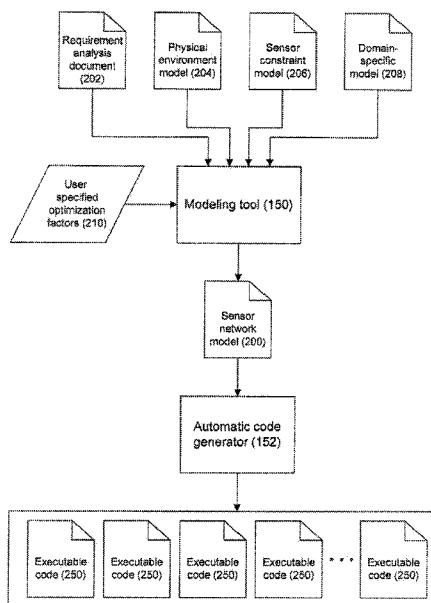 Requirement
analysis
document
(202)
Physical
environment
model (204)
Sensor
constraint
model (206)
Domain-
specific
model (208)
User
specified
optimization
factors (210)
Modeling tool (150)
Sensor
network
model (200)
Automatic code
generator (152)
Executable
code (250)
Executable
code (250)
Executable
code (250)
Executable
code (250)
• • •
Executable
code (250)